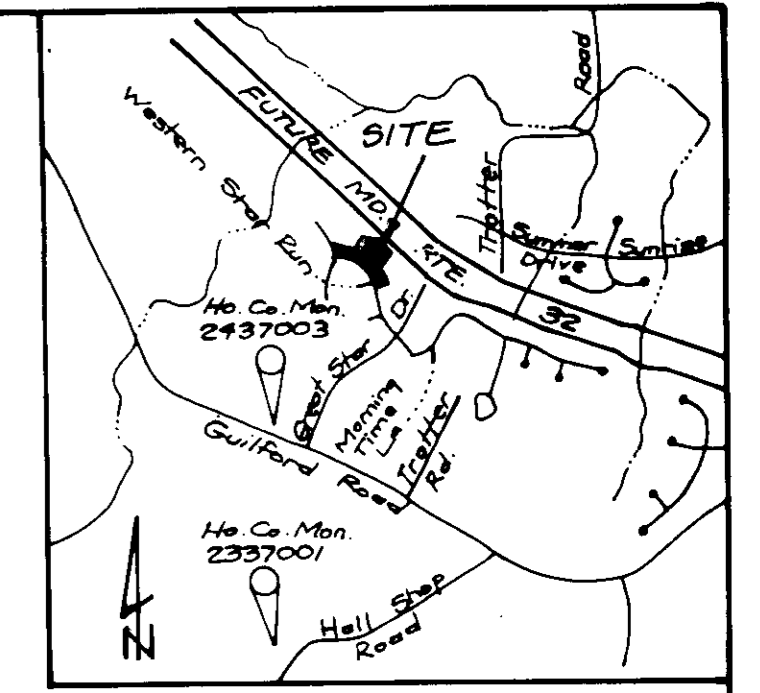 Road
Western Star Run
FUTURE MD. RTE. 32
SITE
Trotter
Summer Sunrise
Drive
Ho. Co. Mon.
2437003
Dr.
Great Star
Morning
Time
La
Trotter
Rd.
Guilford Road
Ho. Co. Mon.
2337001
Hall Shop
Road
N